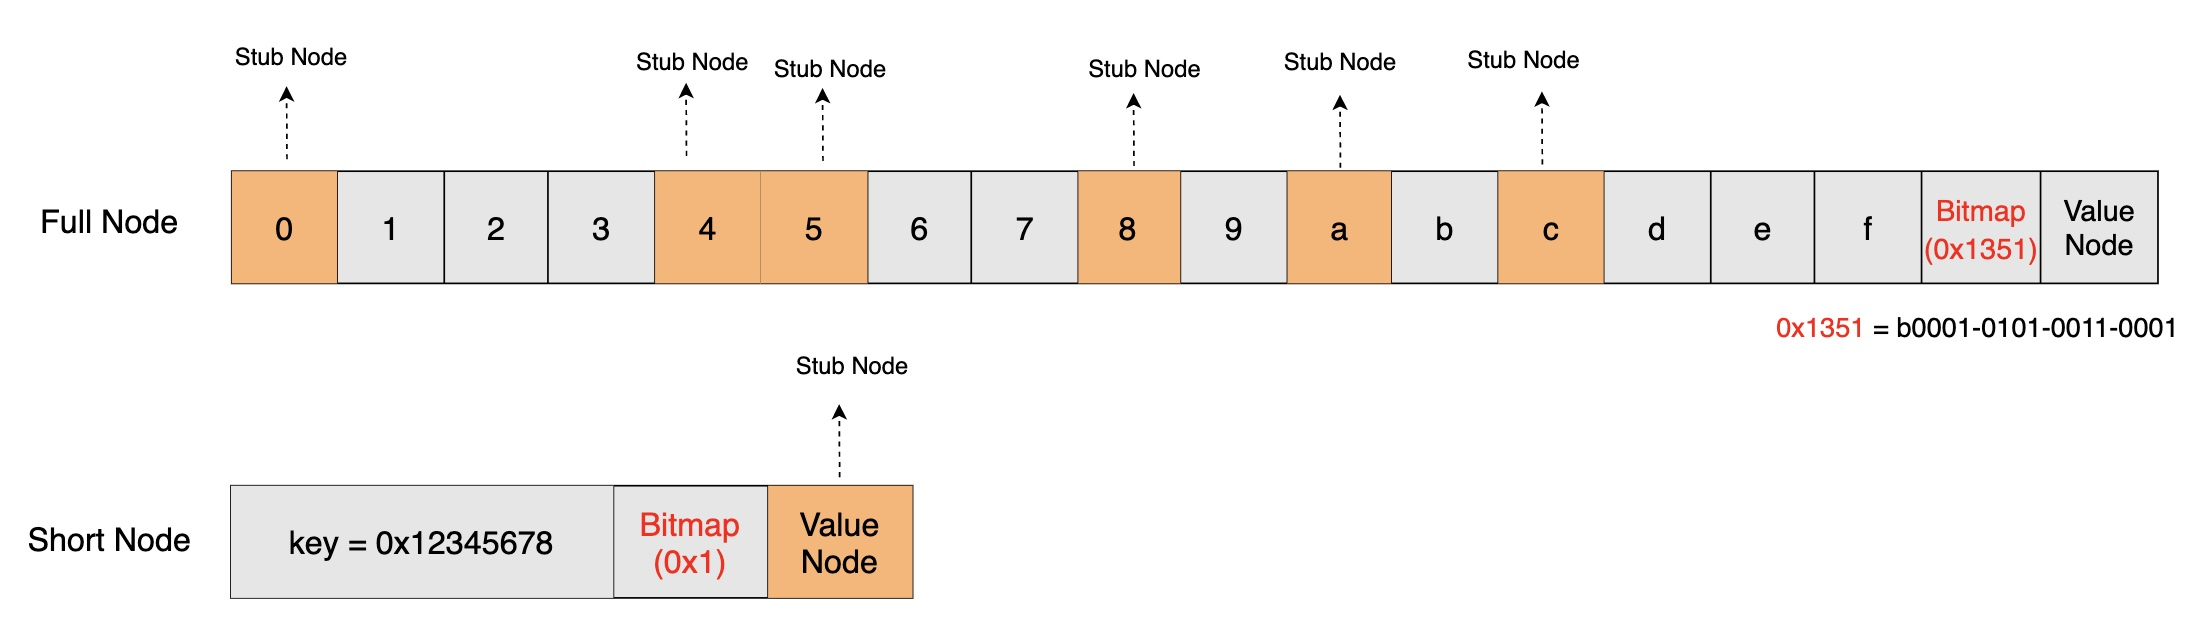 Stub Node
Stub Node
Stub Node
Stub Node
Stub Node
Stub Node
Full Node
0 1 2 3 4 5 6 7 8 9 a b c d e f
Bitmap
(0x1351)
Value
Node
0x1351 = b0001-0101-0011-0001
Stub Node
Short Node
key = 0x12345678
Bitmap
(0x1)
Value
Node